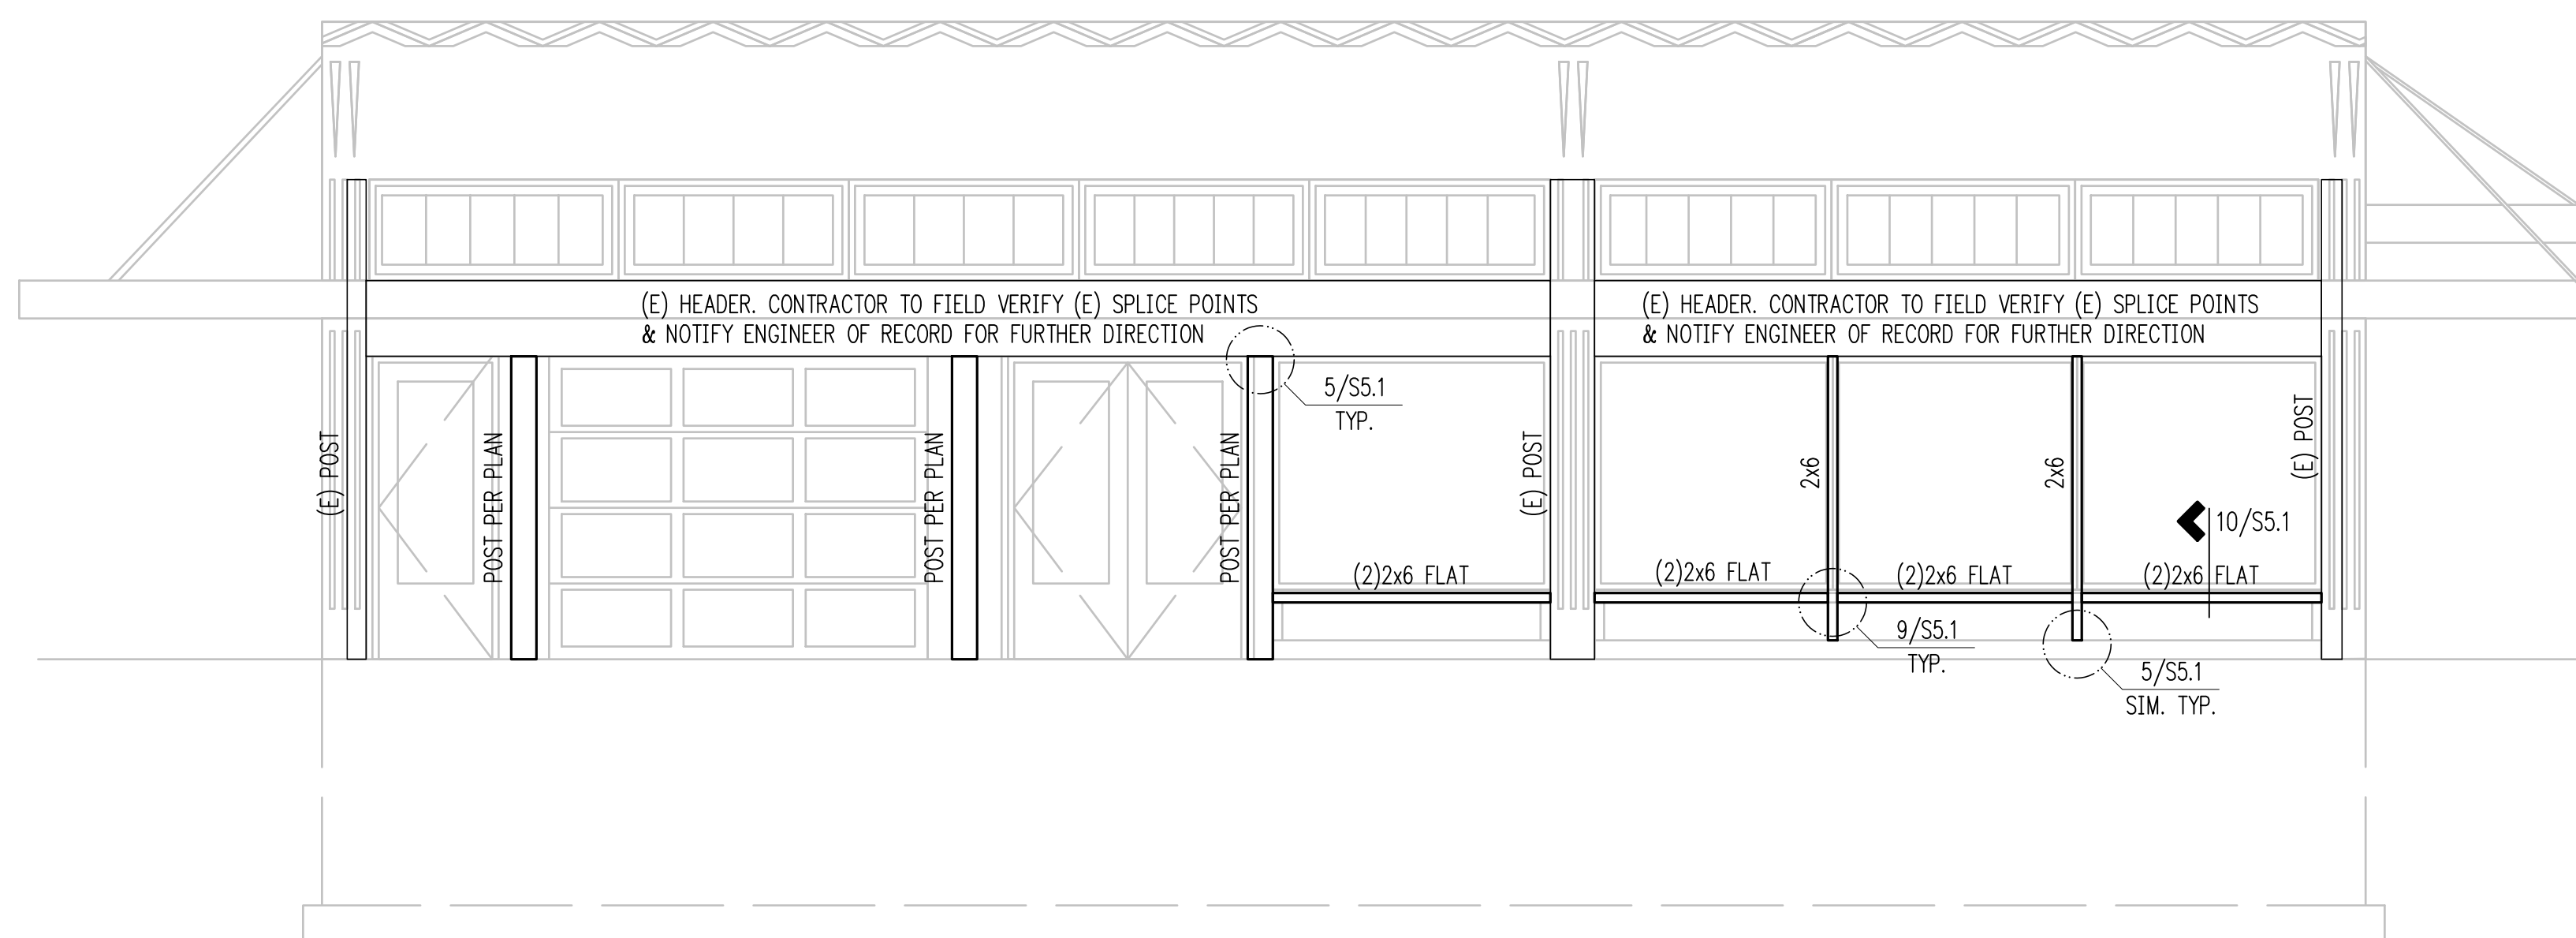 (E) HEADER. CONTRACTOR TO FIELD VERIFY (E) SPLICE POINTS
& NOTIFY ENGINEER OF RECORD FOR FURTHER DIRECTION
(E) HEADER. CONTRACTOR TO FIELD VERIFY (E) SPLICE POINTS
& NOTIFY ENGINEER OF RECORD FOR FURTHER DIRECTION
5/S5.1
TYP.
(E) POST
POST PER PLAN
POST PER PLAN
POST PER PLAN
(E) POST
2x6
2x6
(E) POST
10/S5.1
(2)2x6 FLAT
(2)2x6 FLAT
(2)2x6 FLAT
(2)2x6 FLAT
9/S5.1
TYP.
5/S5.1
SIM. TYP.